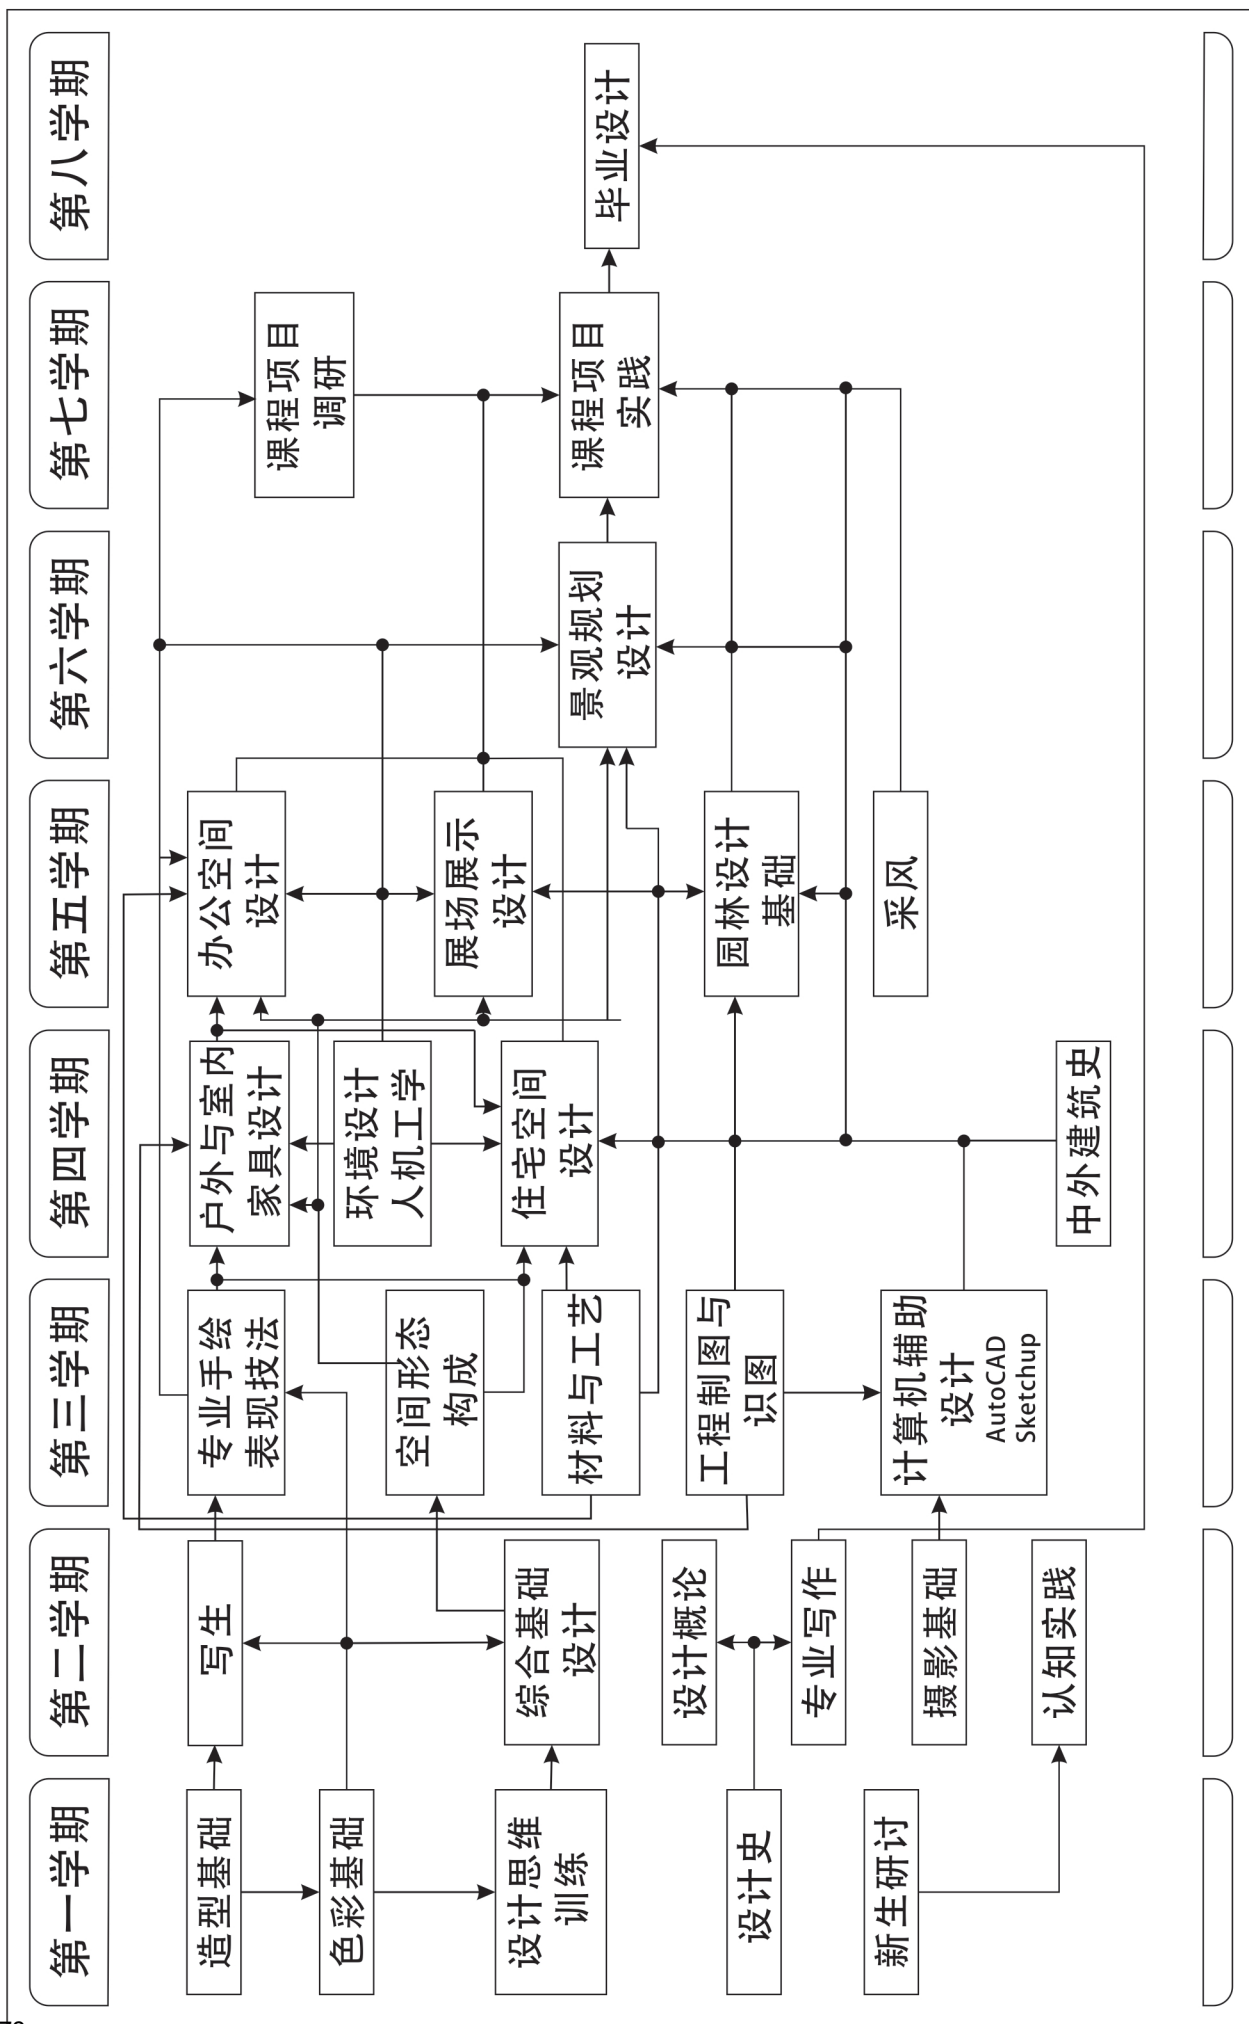 第一学期
第二学期
第三学期
第四学期
第五学期
第六学期
第七学期
第八学期
造型基础
色彩基础
设计思维
训练
设计史
新生研讨
写生
综合基础
设计
设计概论
专业写作
摄影基础
认知实践
专业手绘
表现技法
空间形态
构成
材料与工艺
工程制图与
识图
计算机辅助
设计
AutoCAD
Sketchup
户外与室内
家具设计
环境设计
人机工学
住宅空间
设计
中外建筑史
办公空间
设计
展场展示
设计
园林设计
基础
采风
景观规划
设计
课程项目
调研
课程项目
实践
毕业设计